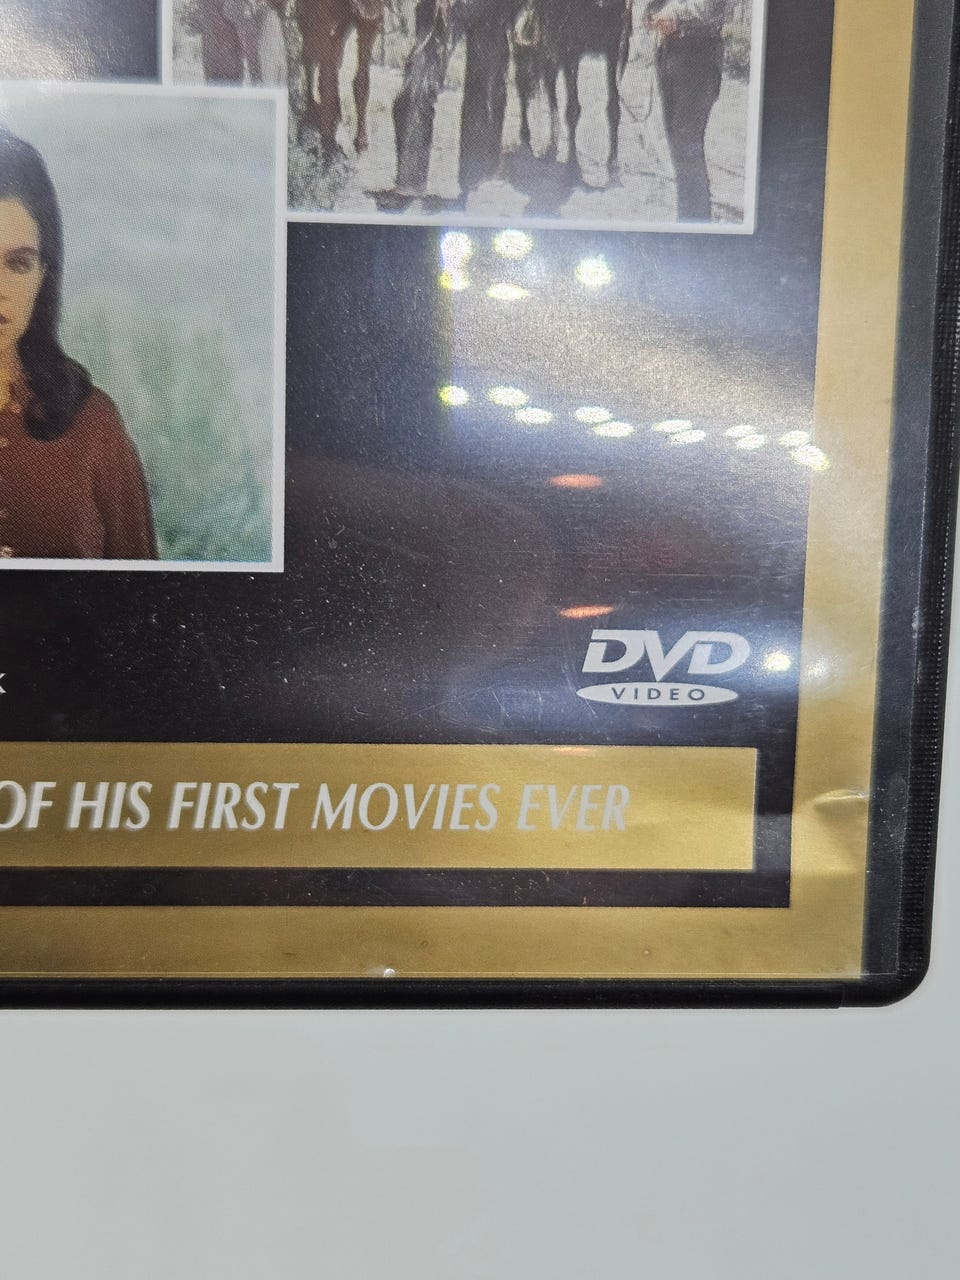 K
DVD
VIDEO
OF HIS FIRST MOVIES EVER